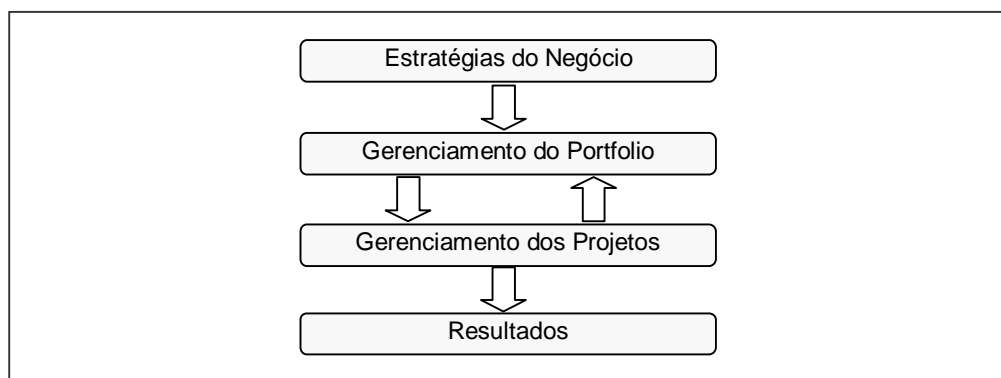 Estratégias do Negócio
Gerenciamento do Portfolio
Gerenciamento dos Projetos
Resultados